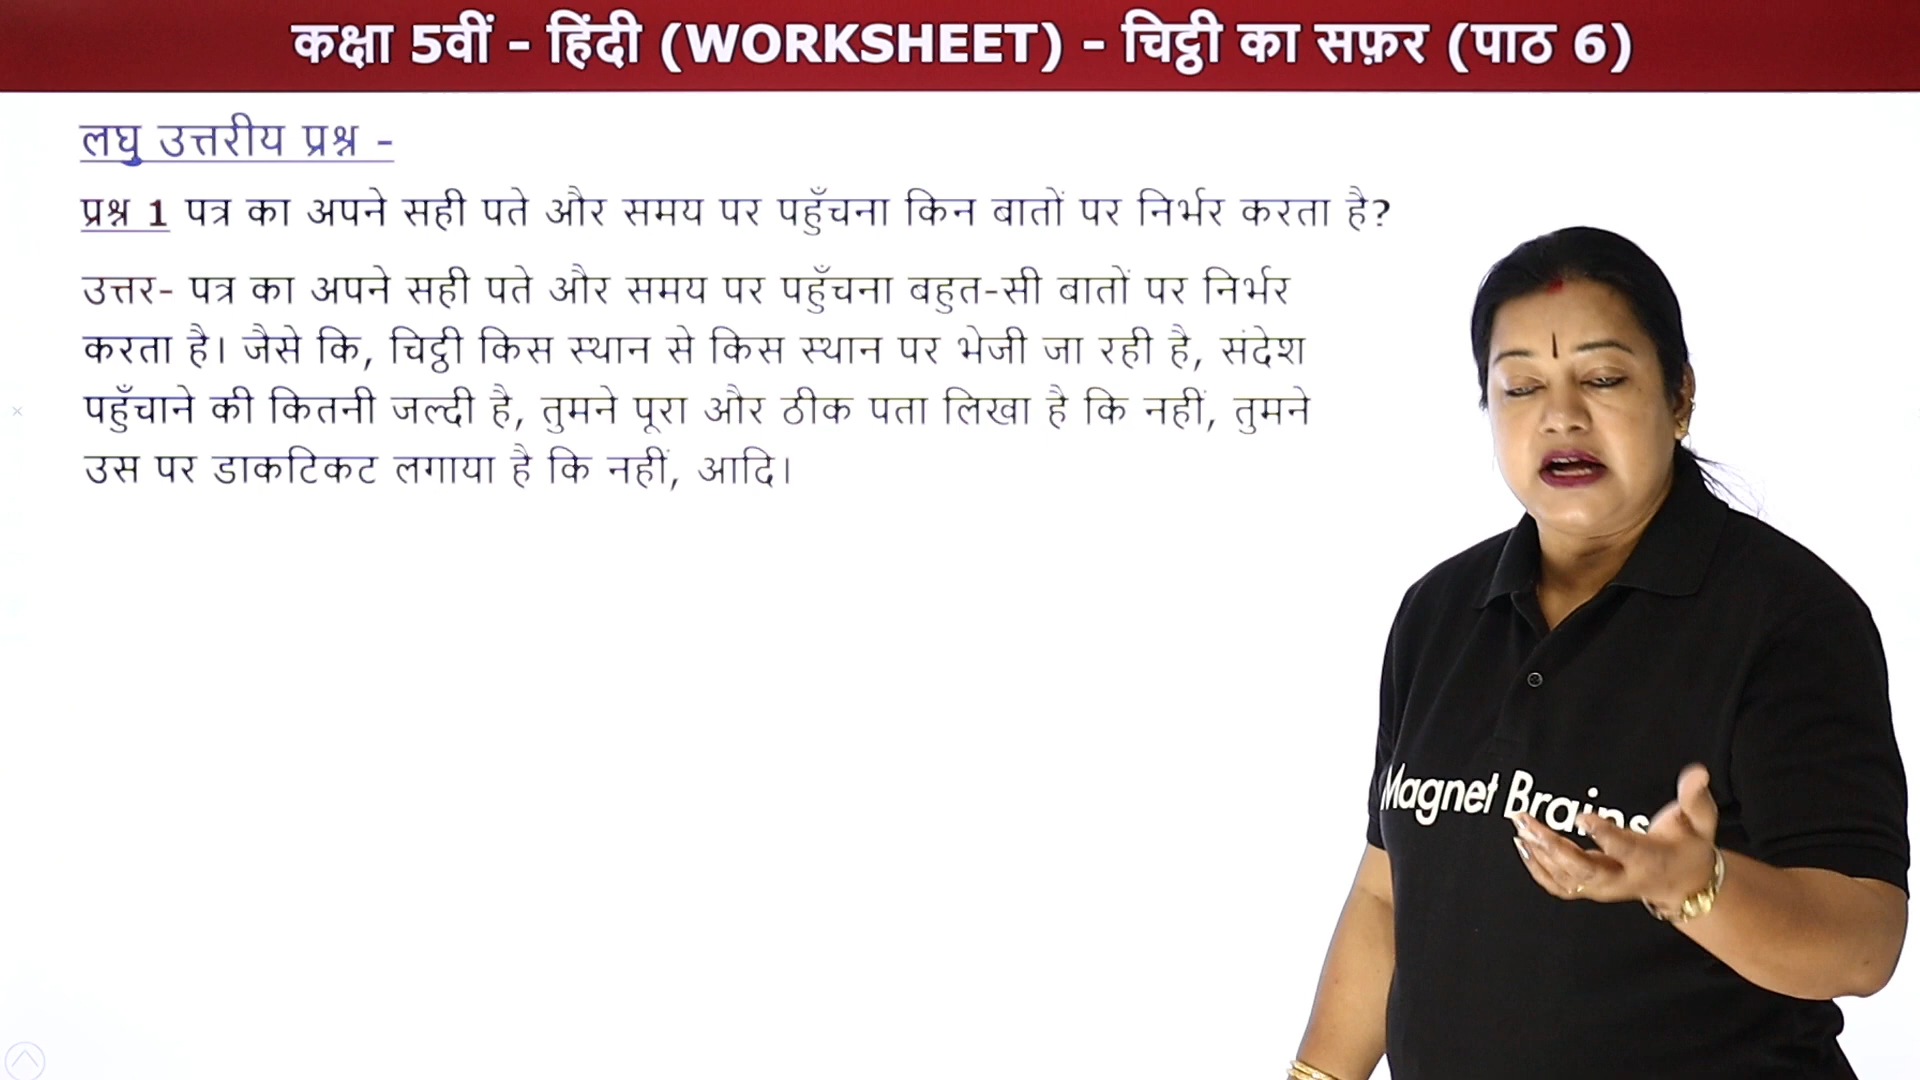 कक्षा 5वीं - हिंदी (WORKSHEET) - चिट्ठी का सफ़र (पाठ 6)
लघु उत्तरीय प्रश्न -
प्रश्न 1 पत्र का अपने सही पते और समय पर पहुँचना किन बातों पर निर्भर करता है?
उत्तर- पत्र का अपने सही पते और समय पर पहुँचना बहुत-सी बातों पर निर्भर
करता है। जैसे कि, चिट्ठी किस स्थान से किस स्थान पर भेजी जा रही है, संदेश
पहुँचाने की कितनी जल्दी है, तुमने पूरा और ठीक पता लिखा है कि नहीं, तुमने
उस पर डाकटिकट लगाया है कि नहीं, आदि।
Magnet Brains